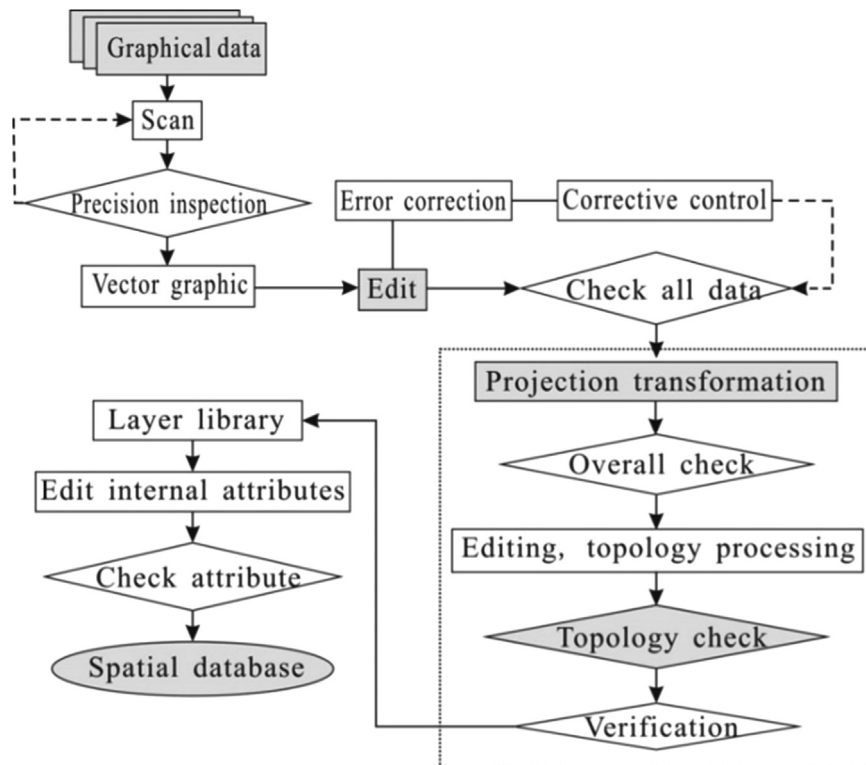 Graphical data
Scan
Precision inspection
Vector graphic
Edit
Error correction
Corrective control
Check all data
Projection transformation
Overall check
Editing, topology processing
Topology check
Verification
Layer library
Edit internal attributes
Check attribute
Spatial database